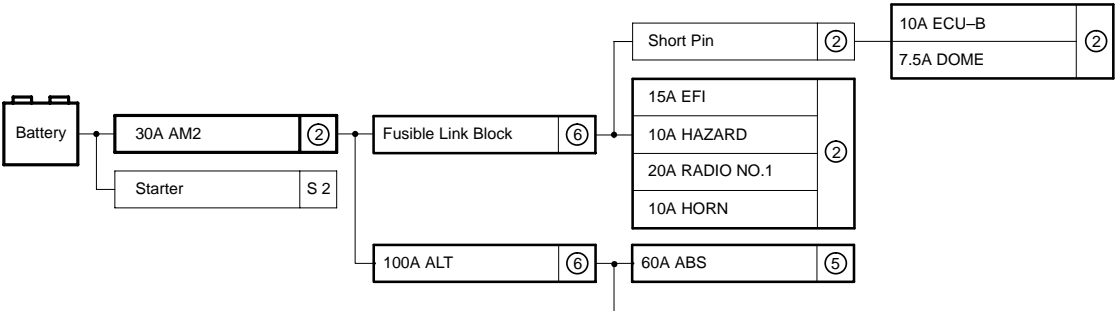 10A ECU–B
Short Pin ②
②
7.5A DOME
15A EFI
Battery
30A AM2 ②
Fusible Link Block ⑥
10A HAZARD
②
20A RADIO NO.1
Starter S 2
10A HORN
100A ALT ⑥
60A ABS ⑤